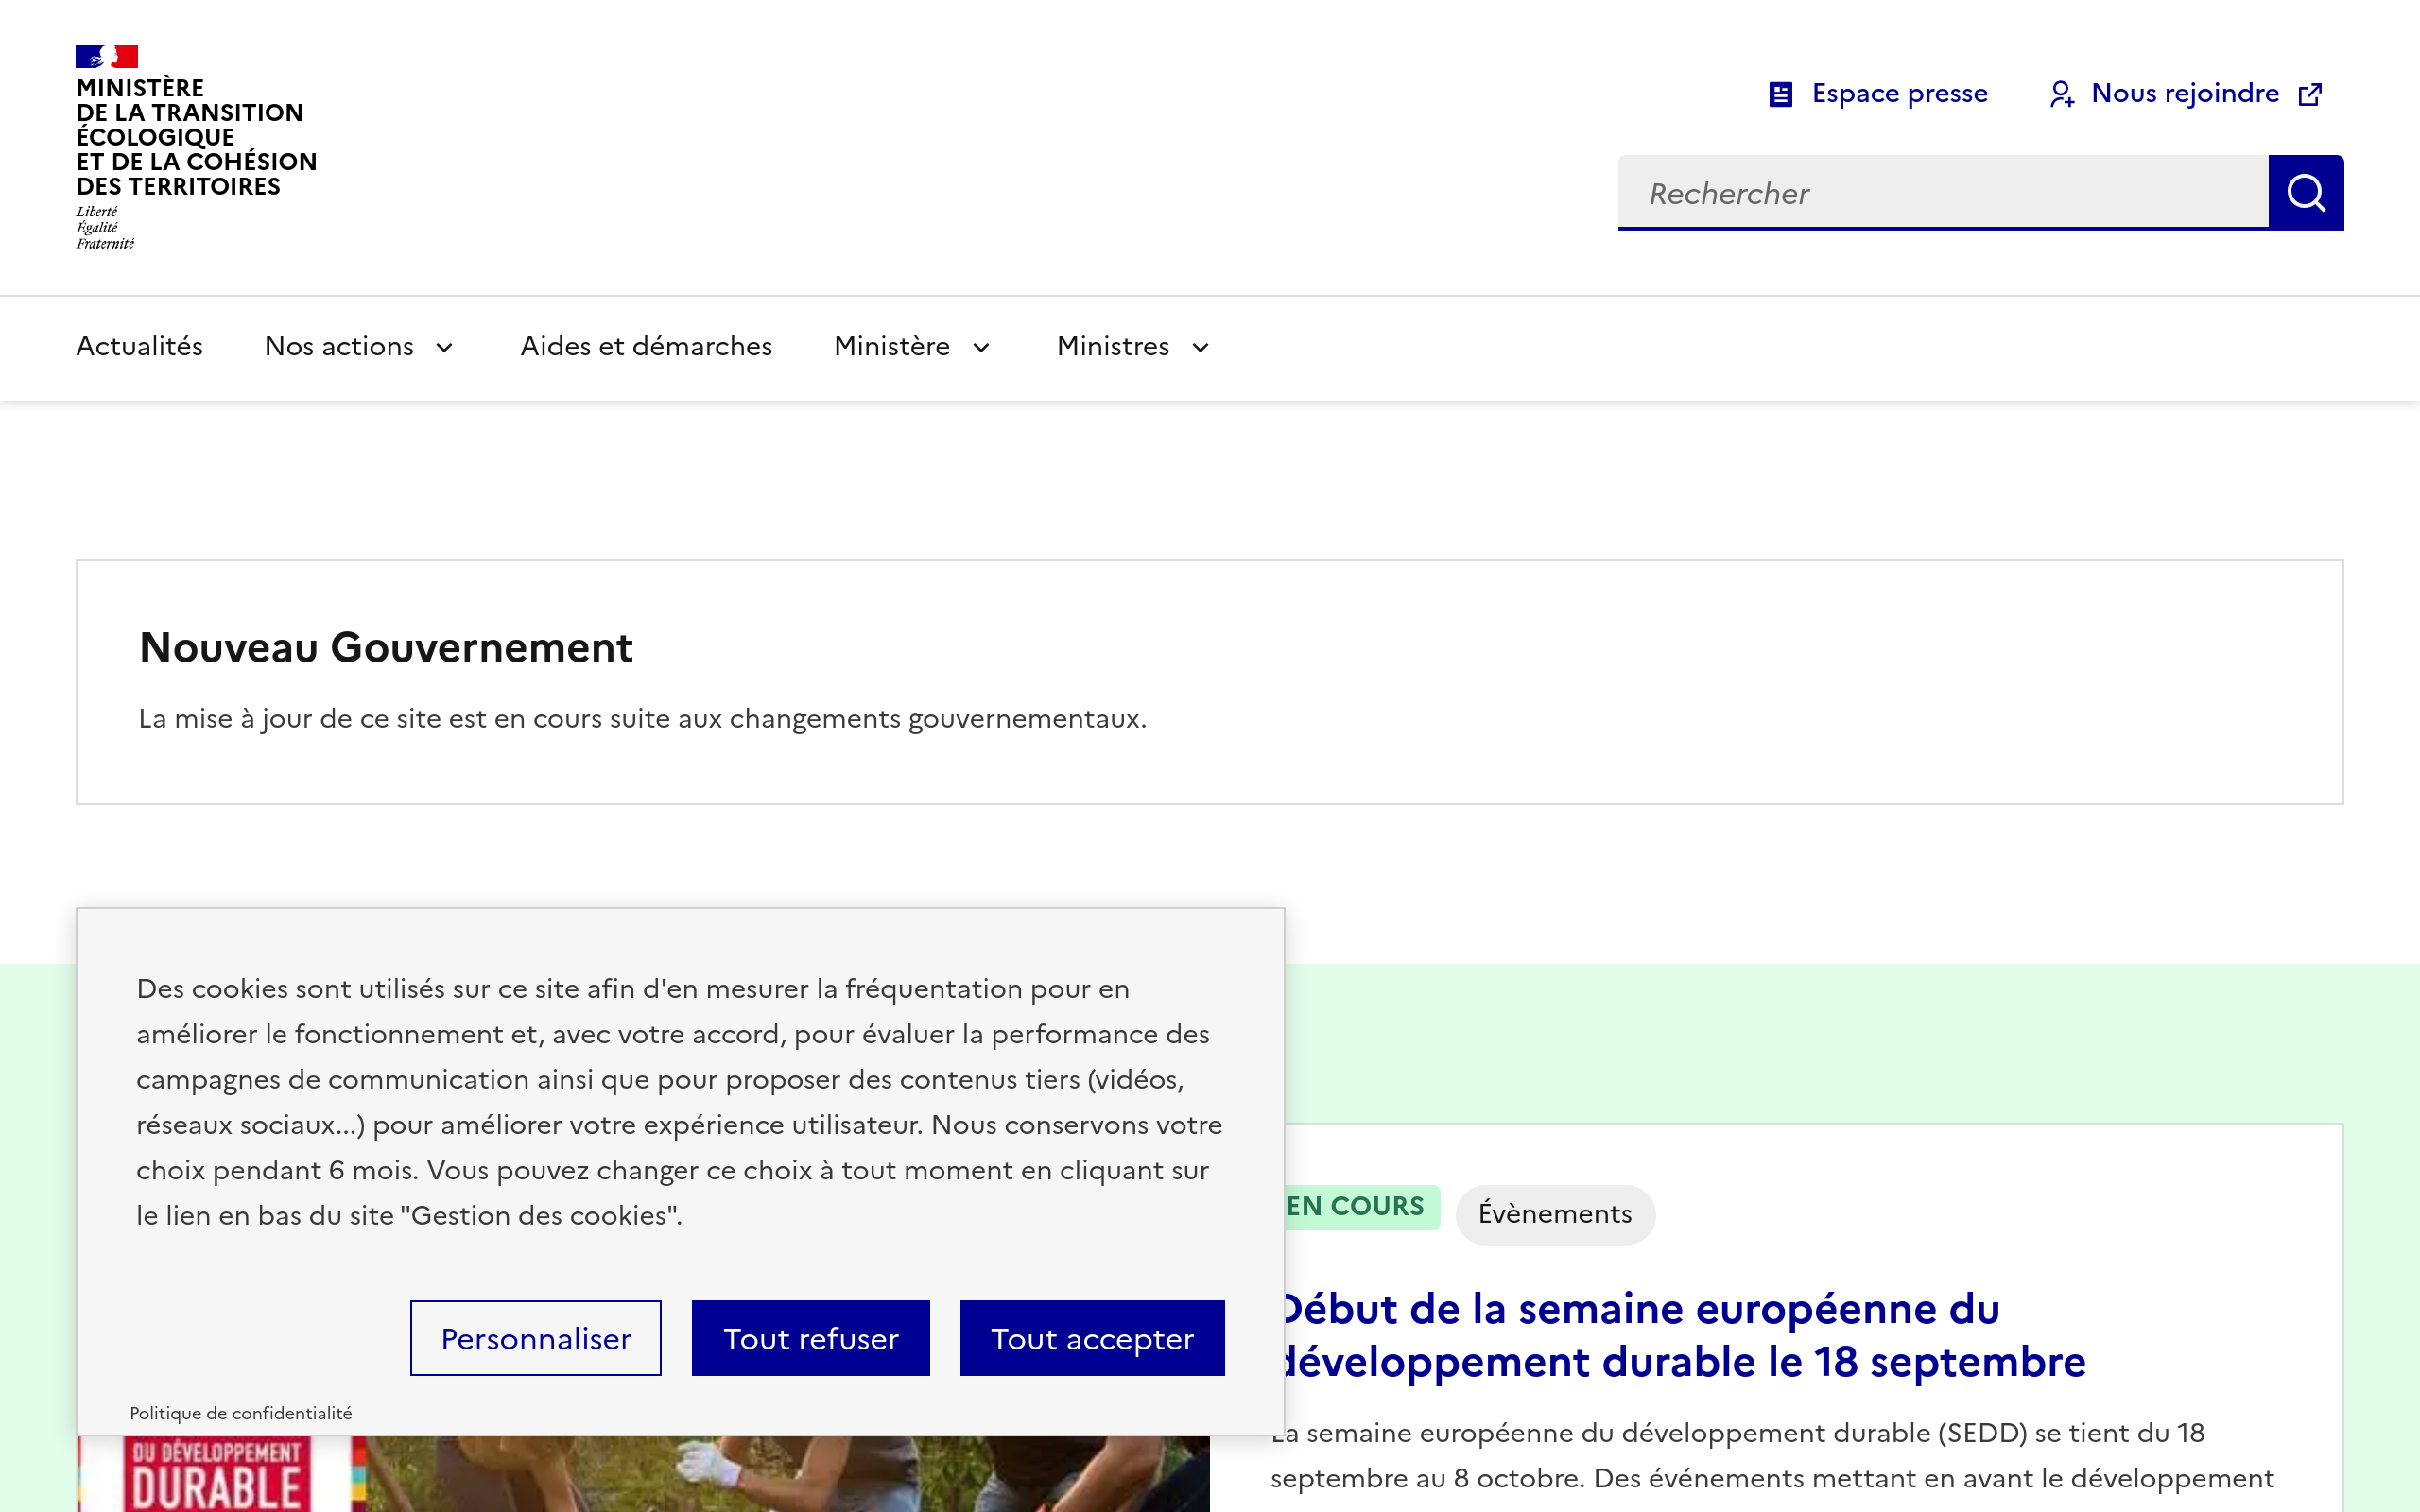 MINISTÈRE
DE LA TRANSITION
ÉCOLOGIQUE
ET DE LA COHÉSION
DES TERRITOIRES
Liberté
Égalité
Fraternité
Espace presse
Nous rejoindre
Rechercher
Actualités
Nos actions
Aides et démarches
Ministère
Ministres
Nouveau Gouvernement
La mise à jour de ce site est en cours suite aux changements gouvernementaux.
Des cookies sont utilisés sur ce site afin d'en mesurer la fréquentation pour en
améliorer le fonctionnement et, avec votre accord, pour évaluer la performance des
campagnes de communication ainsi que pour proposer des contenus tiers (vidéos,
réseaux sociaux...) pour améliorer votre expérience utilisateur. Nous conservons votre
choix pendant 6 mois. Vous pouvez changer ce choix à tout moment en cliquant sur
le lien en bas du site "Gestion des cookies".
Personnaliser
Tout refuser
Tout accepter
Politique de confidentialité
EN COURS
Évènements
Début de la semaine européenne du
développement durable le 18 septembre
La semaine européenne du développement durable (SEDD) se tient du 18
septembre au 8 octobre. Des événements mettant en avant le développement
DU DÉVELOPPEMENT
DURABLE